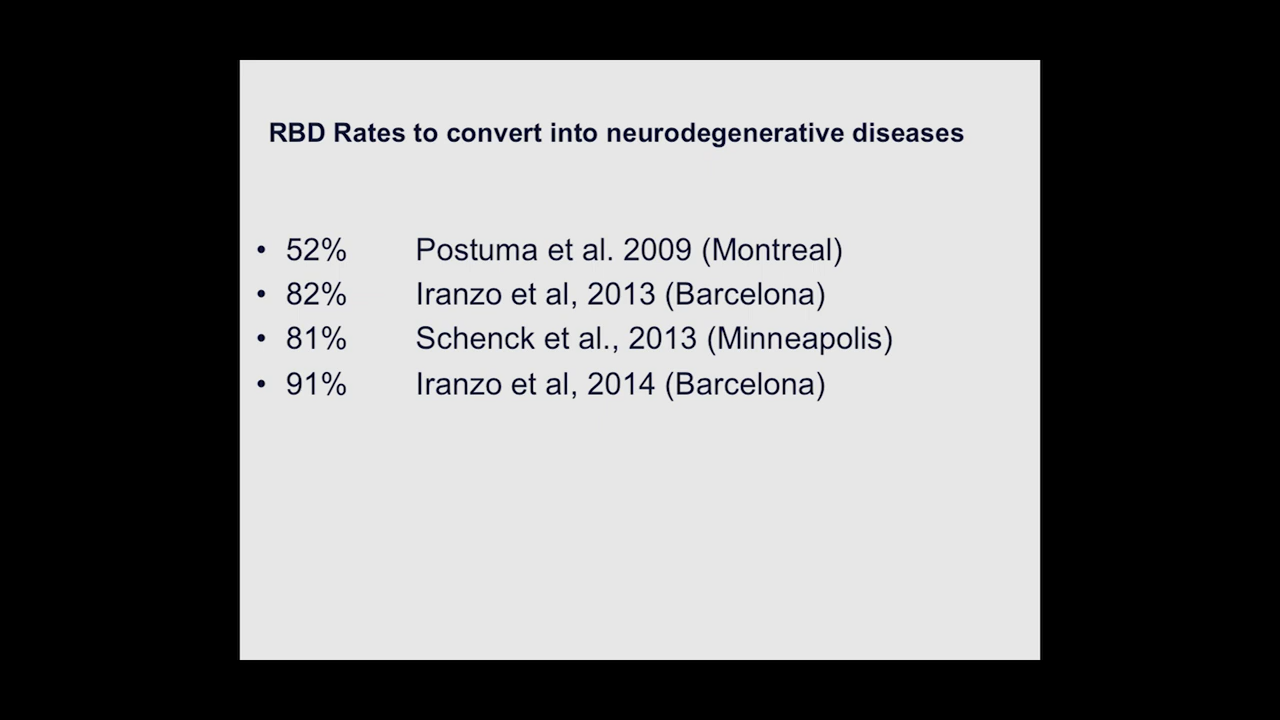 RBD Rates to convert into neurodegenerative diseases
• 52% Postuma et al. 2009 (Montreal)
• 82% Iranzo et al, 2013 (Barcelona)
• 81% Schenck et al., 2013 (Minneapolis)
• 91% Iranzo et al, 2014 (Barcelona)